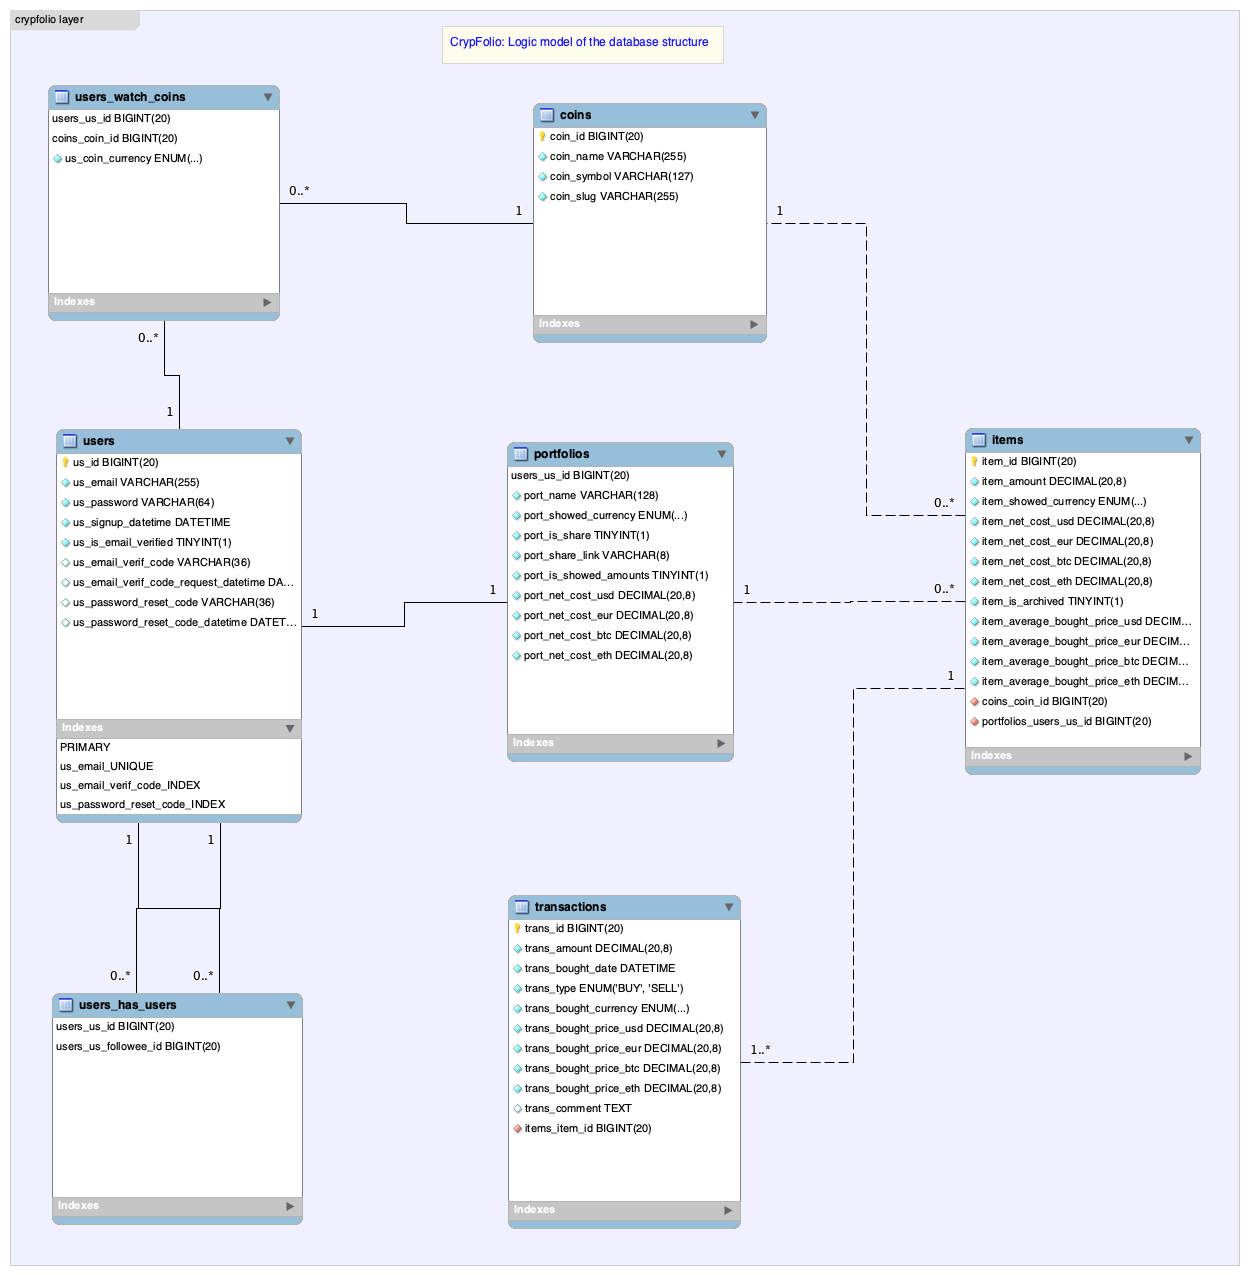 crypfolio layer
CrypFolio: Logic model of the database structure
users_watch_coins
users_us_id BIGINT(20)
coins_coin_id BIGINT(20)
us_coin_currency ENUM(...)
Indexes
0..*
1
coins
coin_id BIGINT(20)
coin_name VARCHAR(255)
coin_symbol VARCHAR(127)
coin_slug VARCHAR(255)
Indexes
1
0..*
0..*
1
users
us_id BIGINT(20)
us_email VARCHAR(255)
us_password VARCHAR(64)
us_signup_datetime DATETIME
us_is_email_verified TINYINT(1)
us_email_verif_code VARCHAR(36)
us_email_verif_code_request_datetime DA...
us_password_reset_code VARCHAR(36)
us_password_reset_code_datetime DATET...
Indexes
PRIMARY
us_email_UNIQUE
us_email_verif_code_INDEX
us_password_reset_code_INDEX
1
1
portfolios
users_us_id BIGINT(20)
port_name VARCHAR(128)
port_showed_currency ENUM(...)
port_is_share TINYINT(1)
port_share_link VARCHAR(8)
port_is_showed_amounts TINYINT(1)
port_net_cost_usd DECIMAL(20,8)
port_net_cost_eur DECIMAL(20,8)
port_net_cost_btc DECIMAL(20,8)
port_net_cost_eth DECIMAL(20,8)
Indexes
1
0..*
items
item_id BIGINT(20)
item_amount DECIMAL(20,8)
item_showed_currency ENUM(...)
item_net_cost_usd DECIMAL(20,8)
item_net_cost_eur DECIMAL(20,8)
item_net_cost_btc DECIMAL(20,8)
item_net_cost_eth DECIMAL(20,8)
item_is_archived TINYINT(1)
item_average_bought_price_usd DECIM...
item_average_bought_price_eur DECIM...
item_average_bought_price_btc DECIM...
item_average_bought_price_eth DECIM...
coins_coin_id BIGINT(20)
portfolios_users_us_id BIGINT(20)
Indexes
1
1..*
1
1
0..*
0..*
users_has_users
users_us_id BIGINT(20)
users_us_followee_id BIGINT(20)
Indexes
transactions
trans_id BIGINT(20)
trans_amount DECIMAL(20,8)
trans_bought_date DATETIME
trans_type ENUM('BUY', 'SELL')
trans_bought_currency ENUM(...)
trans_bought_price_usd DECIMAL(20,8)
trans_bought_price_eur DECIMAL(20,8)
trans_bought_price_btc DECIMAL(20,8)
trans_bought_price_eth DECIMAL(20,8)
trans_comment TEXT
items_item_id BIGINT(20)
Indexes